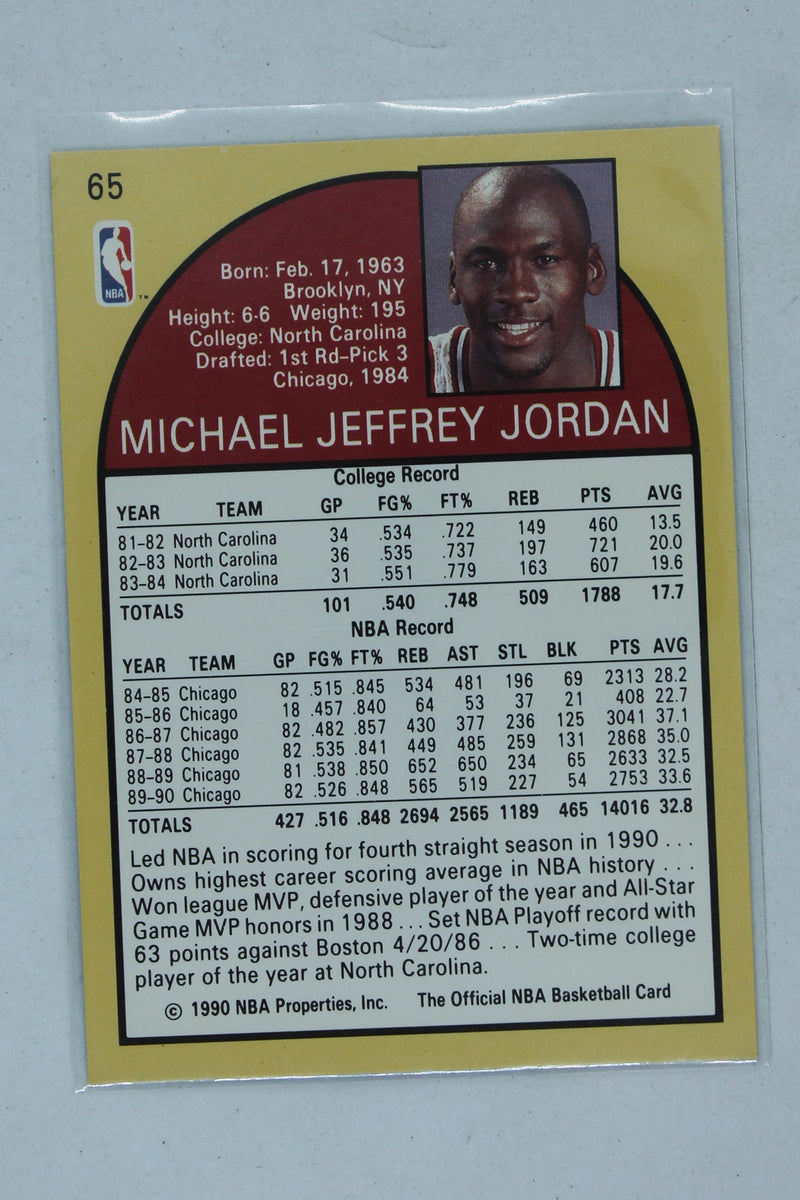 65
NBA
TM
Born: Feb. 17, 1963
Brooklyn, NY
Height: 6-6 Weight: 195
College: North Carolina
Drafted: 1st Rd–Pick 3
Chicago, 1984
MICHAEL JEFFREY JORDAN
College Record
YEAR TEAM GP FG% FT% REB PTS AVG
81–82 North Carolina 34 .534 .722 149 460 13.5
82–83 North Carolina 36 .535 .737 197 721 20.0
83–84 North Carolina 31 .551 .779 163 607 19.6
TOTALS 101 .540 .748 509 1788 17.7
NBA Record
YEAR TEAM GP FG% FT% REB AST STL BLK PTS AVG
84–85 Chicago 82 .515 .845 534 481 196 69 2313 28.2
85–86 Chicago 18 .457 .840 64 53 37 21 408 22.7
86–87 Chicago 82 .482 .857 430 377 236 125 3041 37.1
87–88 Chicago 82 .535 .841 449 485 259 131 2868 35.0
88–89 Chicago 81 .538 .850 652 650 234 65 2633 32.5
89–90 Chicago 82 .526 .848 565 519 227 54 2753 33.6
TOTALS 427 .516 .848 2694 2565 1189 465 14016 32.8
Led NBA in scoring for fourth straight season in 1990 . . .
Owns highest career scoring average in NBA history . . .
Won league MVP, defensive player of the year and All-Star
Game MVP honors in 1988 . . . Set NBA Playoff record with
63 points against Boston 4/20/86 . . . Two-time college
player of the year at North Carolina.
© 1990 NBA Properties, Inc. The Official NBA Basketball Card